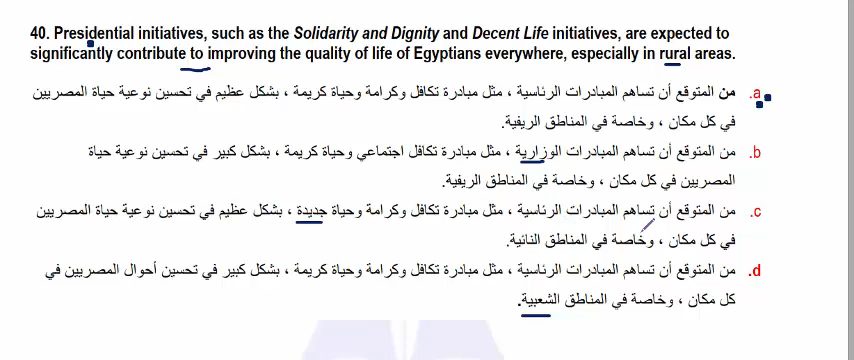 40. Presidential initiatives, such as the Solidarity and Dignity and Decent Life initiatives, are expected to
significantly contribute to improving the quality of life of Egyptians everywhere, especially in rural areas.
a. من المتوقع أن تساهم المبادرات الرئاسية ، مثل مبادرة تكافل وكرامة وحياة كريمة ، بشكل عظيم في تحسين نوعية حياة المصريين
في كل مكان ، وخاصة في المناطق الريفية.
b. من المتوقع أن تساهم المبادرات الوزارية ، مثل مبادرة تكافل اجتماعي وحياة كريمة ، بشكل كبير في تحسين نوعية حياة
المصريين في كل مكان ، وخاصة في المناطق الريفية.
c. من المتوقع أن تساهم المبادرات الرئاسية ، مثل مبادرة تكافل وكرامة وحياة جديدة ، بشكل عظيم في تحسين نوعية حياة المصريين
في كل مكان ، وخاصة في المناطق النائية.
d. من المتوقع أن تساهم المبادرات الرئاسية ، مثل مبادرة تكافل وكرامة وحياة كريمة ، بشكل كبير في تحسين أحوال المصريين في
كل مكان ، وخاصة في المناطق الشعبية.